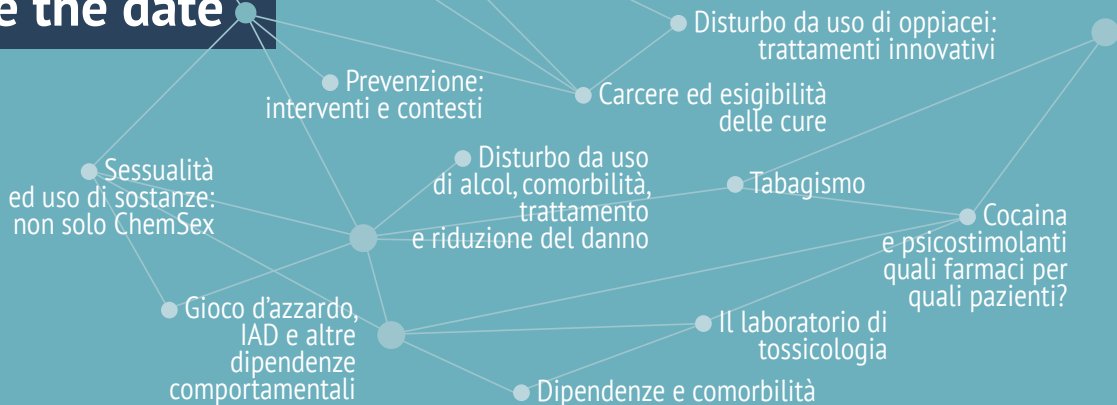 e the date
Disturbo da uso di oppiacei:
trattamenti innovativi
Prevenzione:
interventi e contesti
Carcere ed esigibilità
delle cure
Sessualità
ed uso di sostanze:
non solo ChemSex
Disturbo da uso
di alcol, comorbilità,
trattamento
e riduzione del danno
Tabagismo
Cocaina
e psicostimolanti
quali farmaci per
quali pazienti?
Gioco d'azzardo,
IAD e altre
dipendenze
comportamentali
Il laboratorio di
tossicologia
Dipendenze e comorbilità